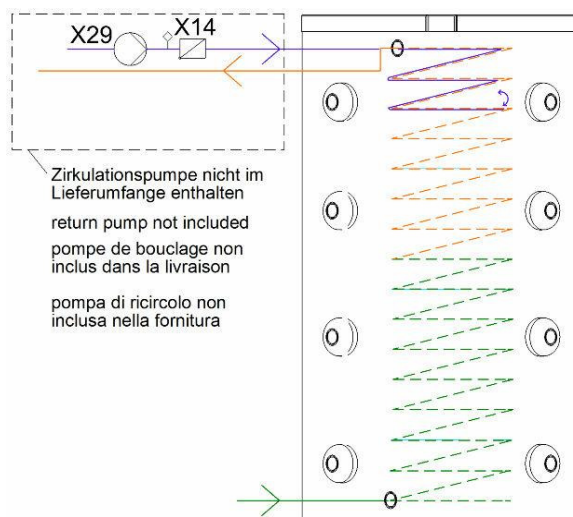 X29
X14
Zirkulationspumpe nicht im
Lieferumfange enthalten
return pump not included
pompe de bouclage non
inclus dans la livraison
pompa di ricircolo non
inclusa nella fornitura